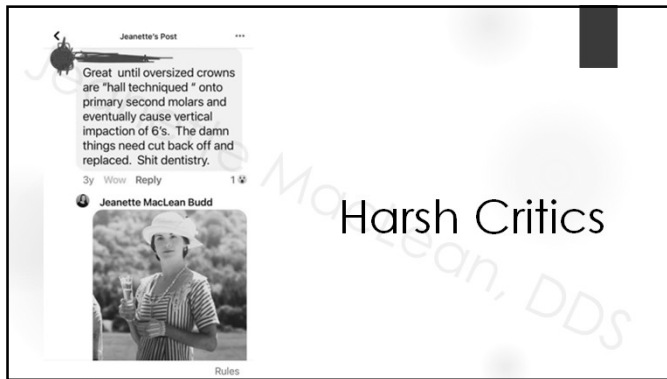 Jeanette's Post
Great until oversized crowns
are "hall techniqued " onto
primary second molars and
eventually cause vertical
impaction of 6's. The damn
things need cut back off and
replaced. Shit dentistry.
3y Wow Reply 1
Jeanette MacLean Budd
Rules
Harsh Critics
Jeanette MacLean, DDS